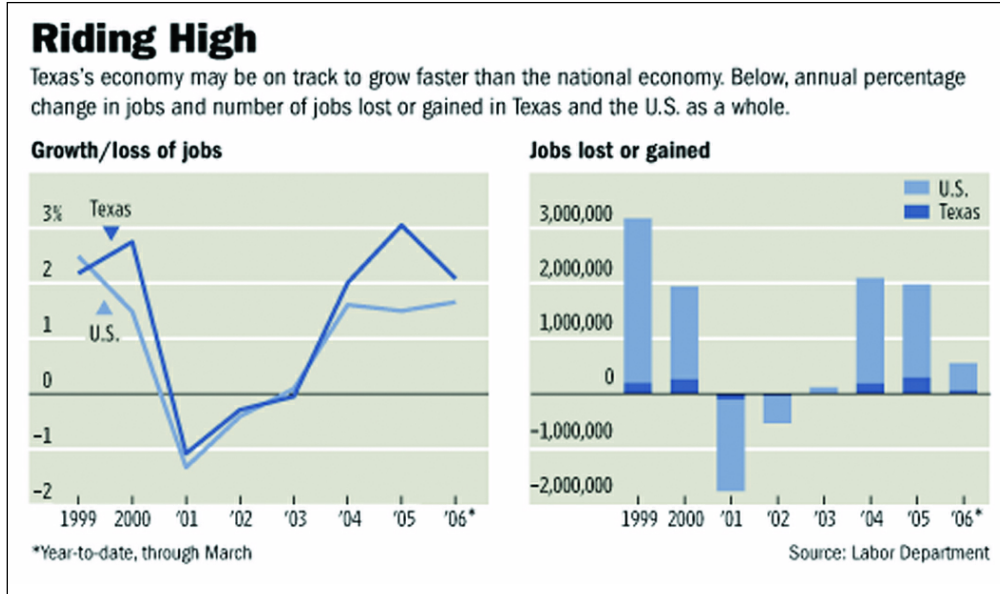 Riding High
Texas's economy may be on track to grow faster than the national economy. Below, annual percentage
change in jobs and number of jobs lost or gained in Texas and the U.S. as a whole.
Growth/loss of jobs
3%
2
1
0
−1
−2
Texas
U.S.
1999 2000 '01 '02 '03 '04 '05 '06*
*Year-to-date, through March
Jobs lost or gained
U.S.
Texas
3,000,000
2,000,000
1,000,000
0
−1,000,000
−2,000,000
1999 2000 '01 '02 '03 '04 '05 '06*
Source: Labor Department